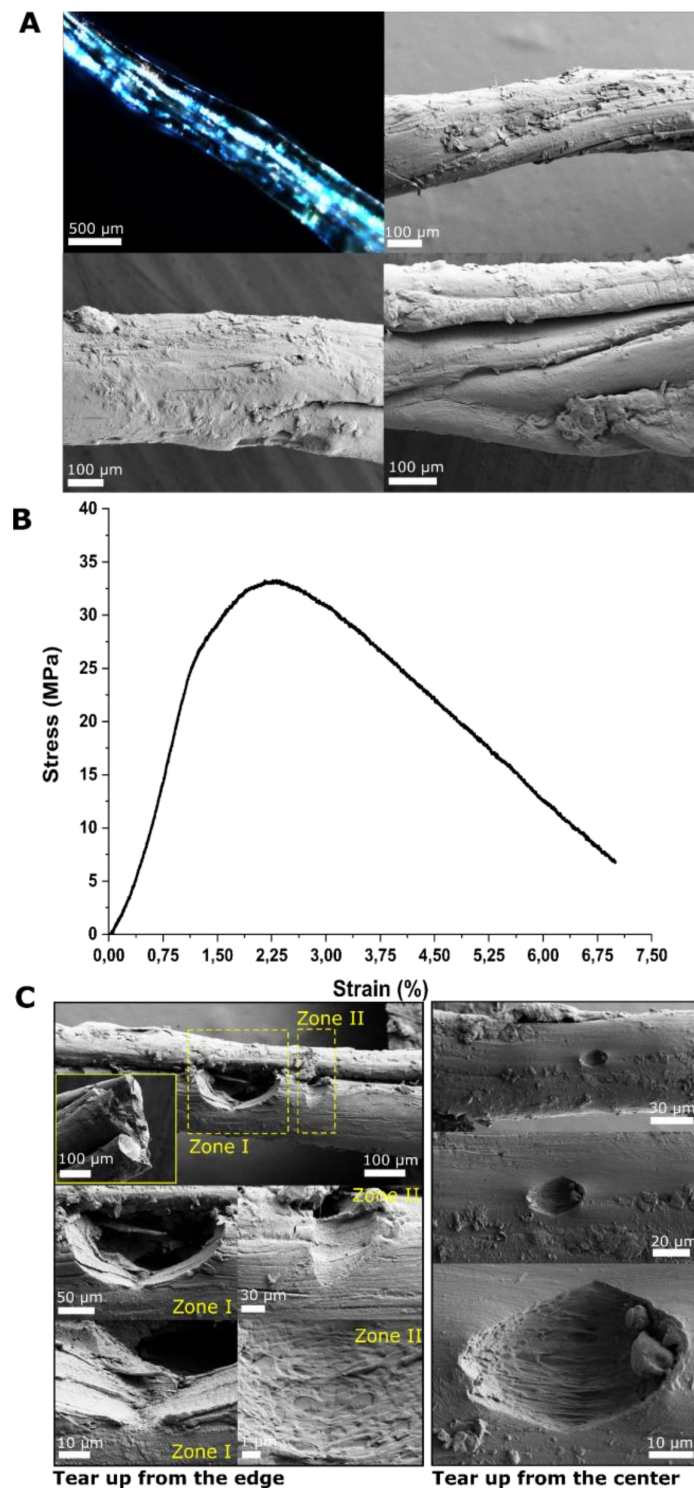 A
500 µm
100 µm
100 µm
100 µm
B
40
35
30
25
20
15
10
5
0
Stress (MPa)
0,00 0,75 1,50 2,25 3,00 3,75 4,50 5,25 6,00 6,75 7,50
Strain (%)
C
Zone II
Zone I
100 µm
100 µm
Zone II
50 µm
Zone I
30 µm
Zone II
10 µm
Zone I
1 µm
Tear up from the edge
30 µm
20 µm
10 µm
Tear up from the center